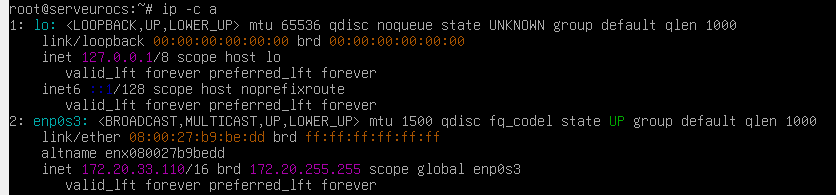 root@serveurocs:~# ip -c a
1: lo: <LOOPBACK,UP,LOWER_UP> mtu 65536 qdisc noqueue state UNKNOWN group default qlen 1000
    link/loopback 00:00:00:00:00:00 brd 00:00:00:00:00:00
    inet 127.0.0.1/8 scope host lo
       valid_lft forever preferred_lft forever
    inet6 ::1/128 scope host noprefixroute
       valid_lft forever preferred_lft forever
2: enp0s3: <BROADCAST,MULTICAST,UP,LOWER_UP> mtu 1500 qdisc fq_codel state UP group default qlen 1000
    link/ether 08:00:27:b9:be:dd brd ff:ff:ff:ff:ff:ff
    altname enx080027b9bedd
    inet 172.20.33.110/16 brd 172.20.255.255 scope global enp0s3
       valid_lft forever preferred_lft forever